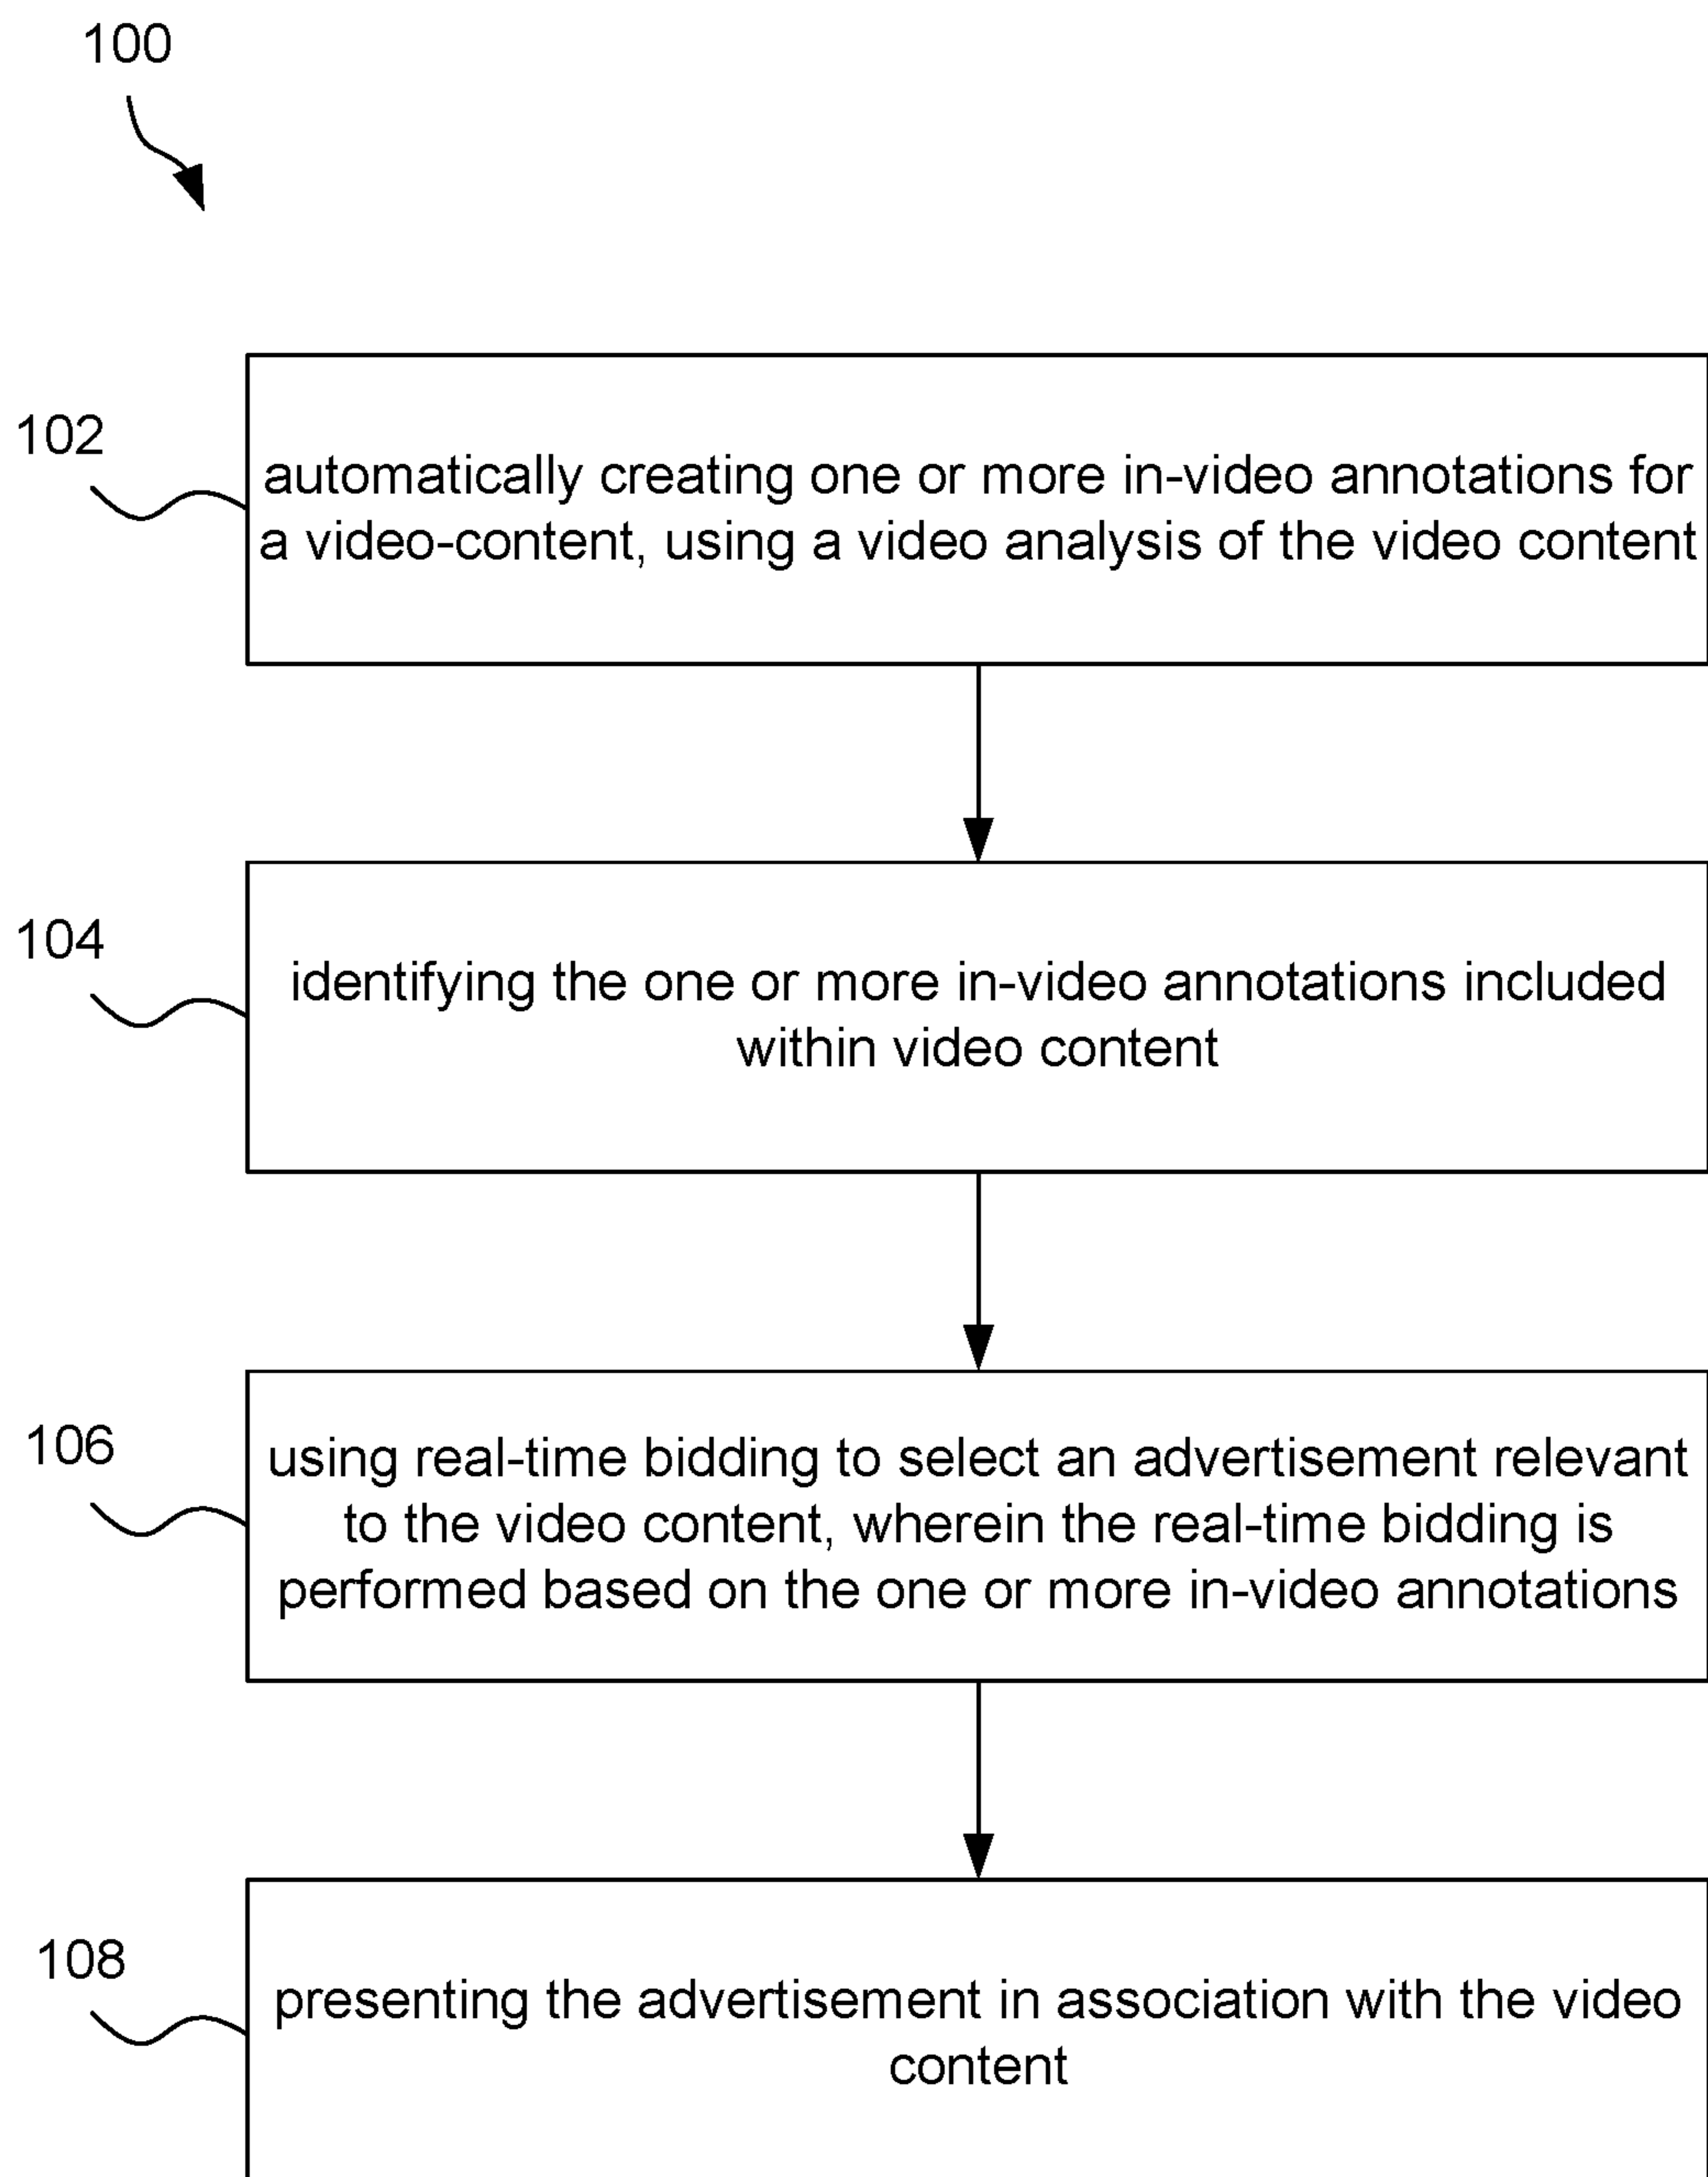 100
102
automatically creating one or more in-video annotations for
a video-content, using a video analysis of the video content
104
identifying the one or more in-video annotations included
within video content
106
using real-time bidding to select an advertisement relevant
to the video content, wherein the real-time bidding is
performed based on the one or more in-video annotations
108
presenting the advertisement in association with the video
content